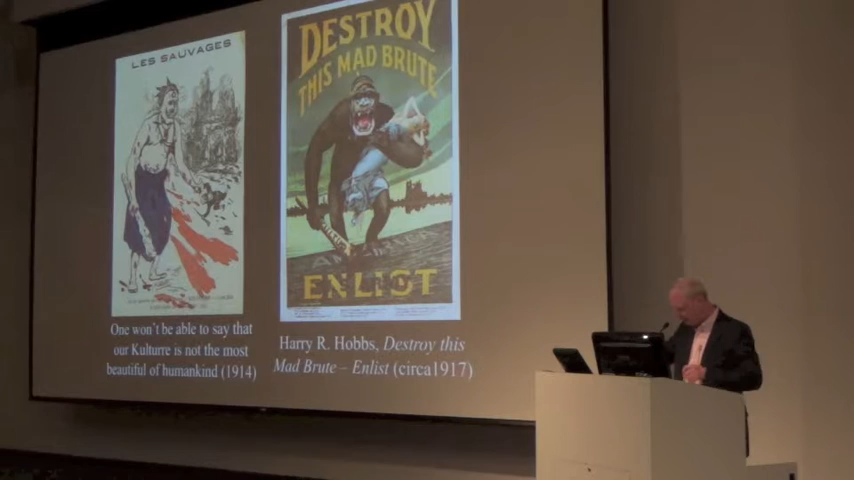 LES SAUVAGES
DESTROY
THIS MAD BRUTE
ENLIST
One won't be able to say that
our Kulturre is not the most
beautiful of humankind (1914)
Harry R. Hobbs, Destroy this
Mad Brute – Enlist (circa1917)